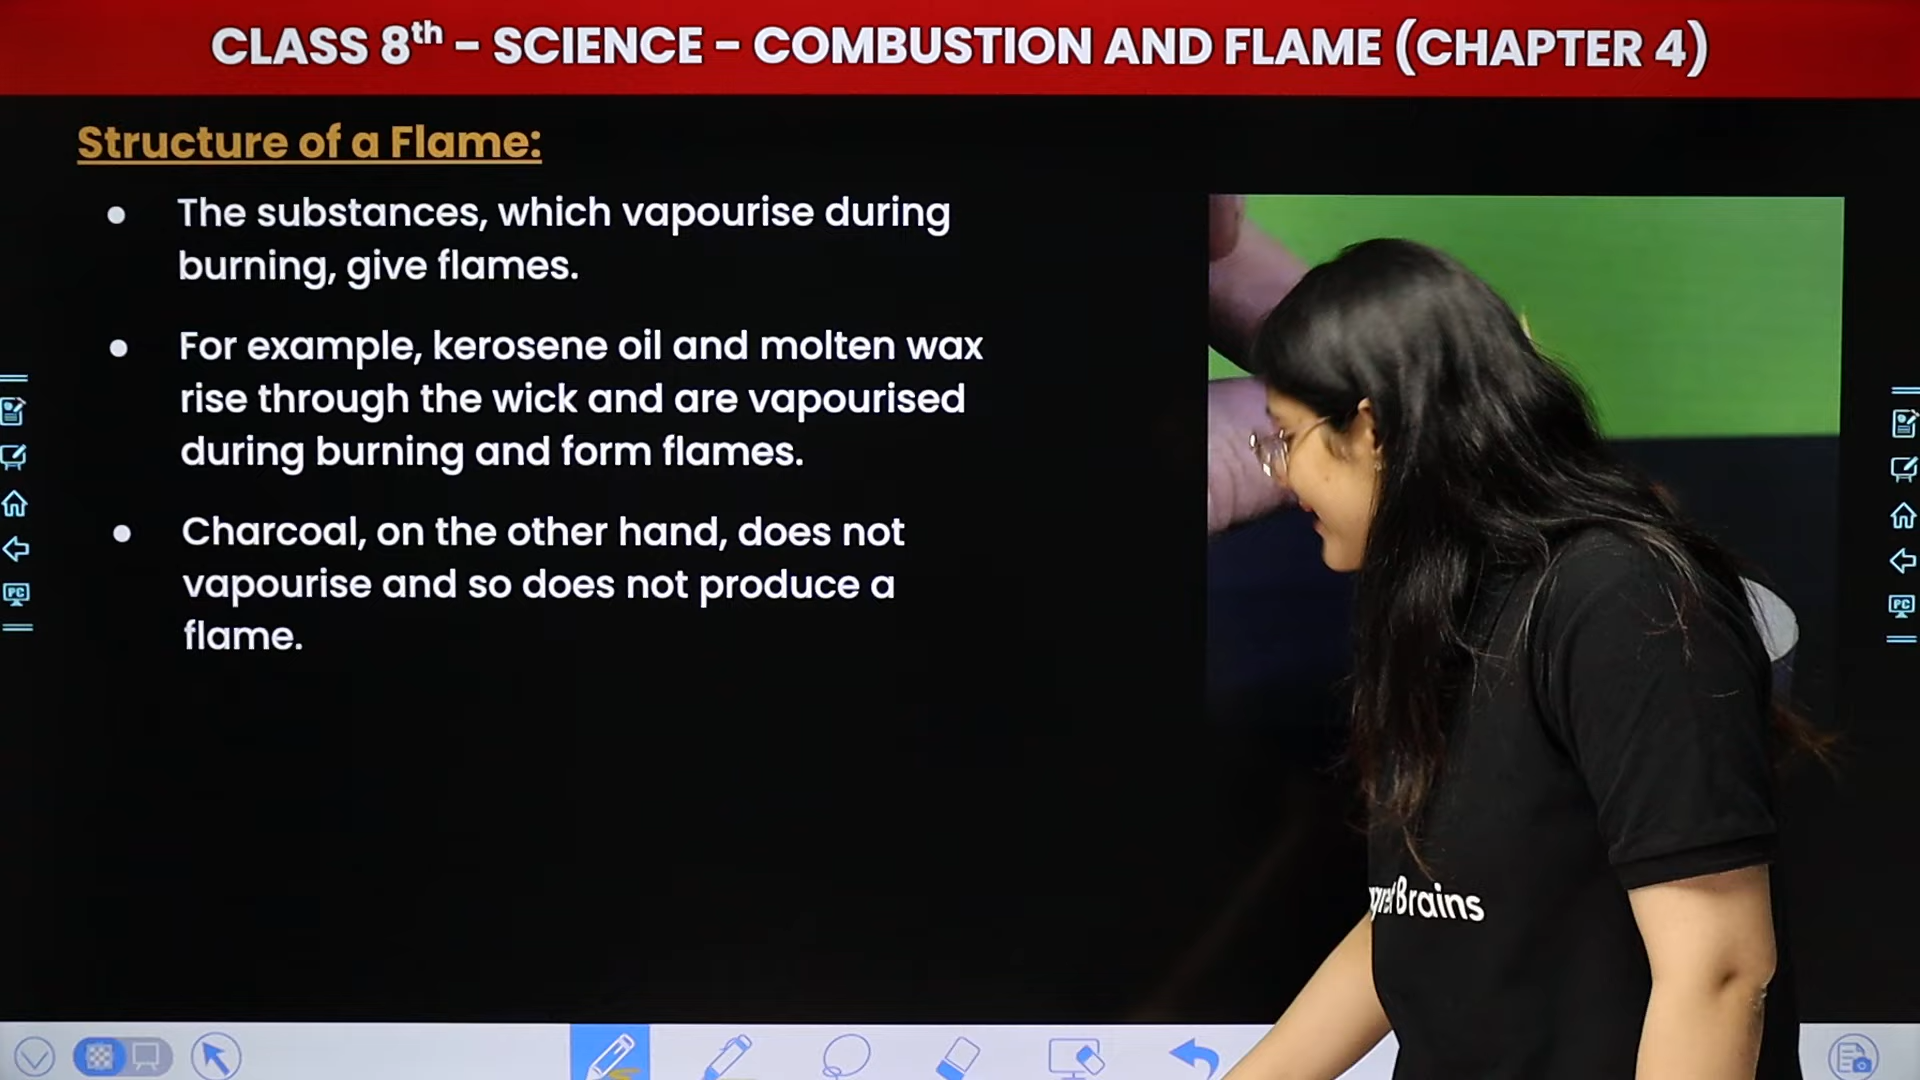 CLASS 8th - SCIENCE - COMBUSTION AND FLAME (CHAPTER 4)
Structure of a Flame:
● The substances, which vapourise during
burning, give flames.
● For example, kerosene oil and molten wax
rise through the wick and are vapourised
during burning and form flames.
● Charcoal, on the other hand, does not
vapourise and so does not produce a
flame.
PC
PC
Brains